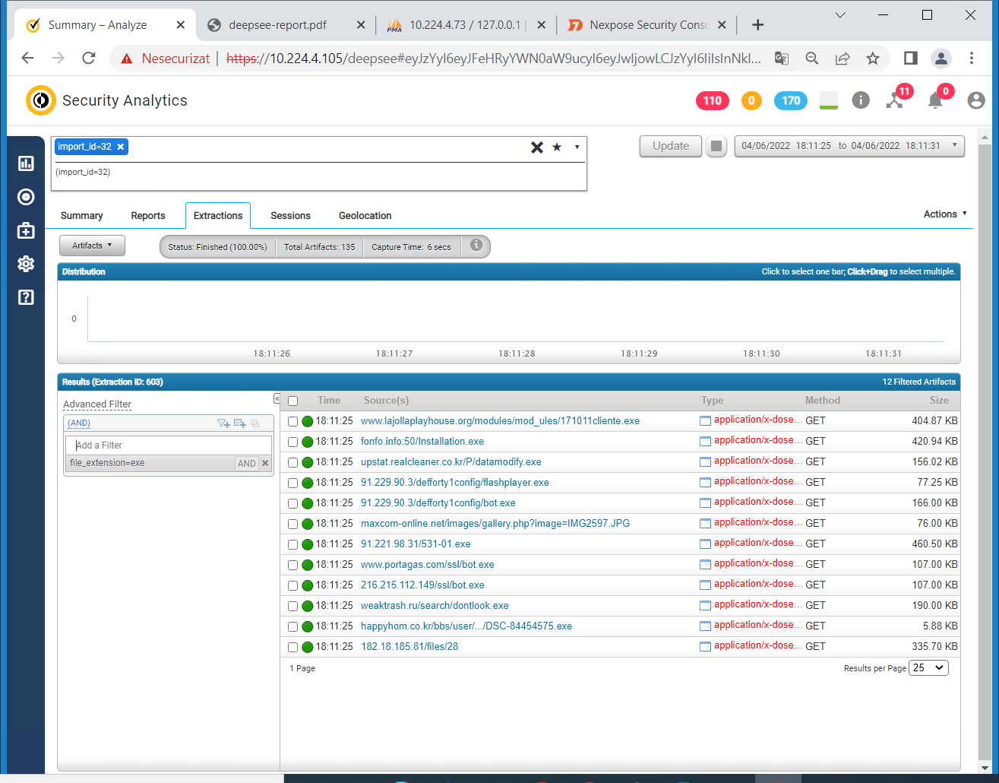 Summary – Analyze
deepsee-report.pdf
PMA
10.224.4.73 / 127.0.0.1 |
Nexpose Security Conso
Nesecurizat
https://10.224.4.105/deepsee#
Security Analytics
110
0
170
11
0
import_id=32
(import_id=32)
Update
04/06/2022 18:11:25 to 04/06/2022 18:11:31
Summary
Reports
Extractions
Sessions
Geolocation
Actions
Artifacts
Status: Finished (100.00%)
Total Artifacts: 135
Capture Time: 6 secs
Distribution
Click to select one bar; Click+Drag to select multiple.
0
18:11:26
18:11:27
18:11:28
18:11:29
18:11:30
18:11:31
Results (Extraction ID: 603)
12 Filtered Artifacts
Advanced Filter
(AND)
Add a Filter
file_extension=exe AND
Time Source(s) Type Method Size
18:11:25 www.lajollaplayhouse.org/modules/mod_ules/171011cliente.exe application/x-dose... GET 404.87 KB
18:11:25 fonfo.info:50/Installation.exe application/x-dose... GET 420.94 KB
18:11:25 upstat.realcleaner.co.kr/P/datamodify.exe application/x-dose... GET 156.02 KB
18:11:25 91.229.90.3/defforty1config/flashplayer.exe application/x-dose... GET 77.25 KB
18:11:25 91.229.90.3/defforty1config/bot.exe application/x-dose... GET 166.00 KB
18:11:25 maxcom-online.net/images/gallery.php?image=IMG2597.JPG application/x-dose... GET 76.00 KB
18:11:25 91.221.98.31/531-01.exe application/x-dose... GET 460.50 KB
18:11:25 www.portagas.com/ssl/bot.exe application/x-dose... GET 107.00 KB
18:11:25 216.215.112.149/ssl/bot.exe application/x-dose... GET 107.00 KB
18:11:25 weaktrash.ru/search/dontlook.exe application/x-dose... GET 190.00 KB
18:11:25 happyhom.co.kr/bbs/user/.../DSC-84454575.exe application/x-dose... GET 5.88 KB
18:11:25 182.18.185.81/files/28 application/x-dose... GET 335.70 KB
1 Page
Results per Page 25